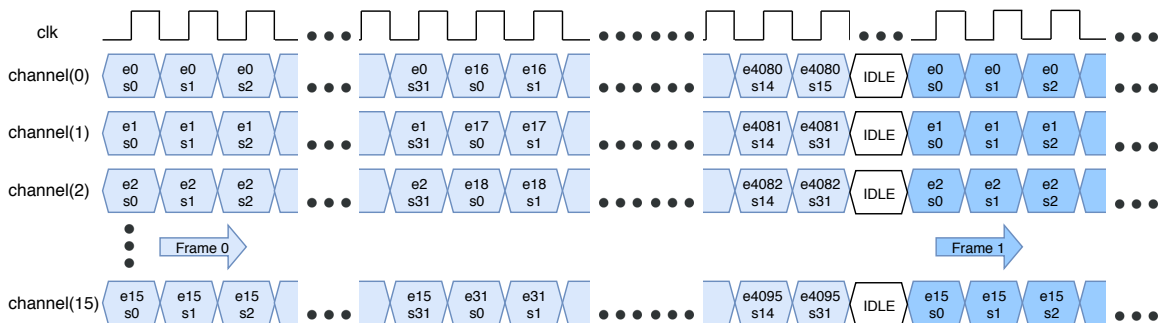 clk
channel(0) e0 e0 e0 e0 e16 e16 e4080 e4080 IDLE e0 e0 e0
s0 s1 s2 s31 s0 s1 s14 s15 s0 s1 s2
channel(1) e1 e1 e1 e1 e17 e17 e4081 e4081 IDLE e1 e1 e1
s0 s1 s2 s31 s0 s1 s14 s31 s0 s1 s2
channel(2) e2 e2 e2 e2 e18 e18 e4082 e4082 IDLE e2 e2 e2
s0 s1 s2 s31 s0 s1 s14 s31 s0 s1 s2
Frame 0 Frame 1
channel(15) e15 e15 e15 e15 e31 e31 e4095 e4095 IDLE e15 e15 e15
s0 s1 s2 s31 s0 s1 s14 s31 s0 s1 s2